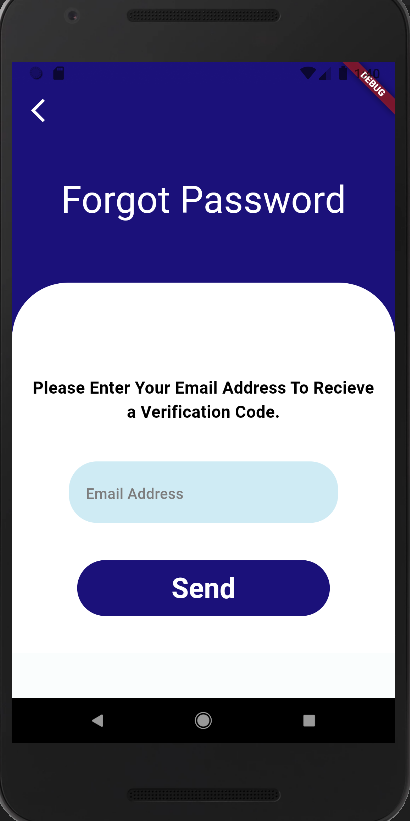 DEBUG
Forgot Password
Please Enter Your Email Address To Recieve
a Verification Code.
Email Address
Send